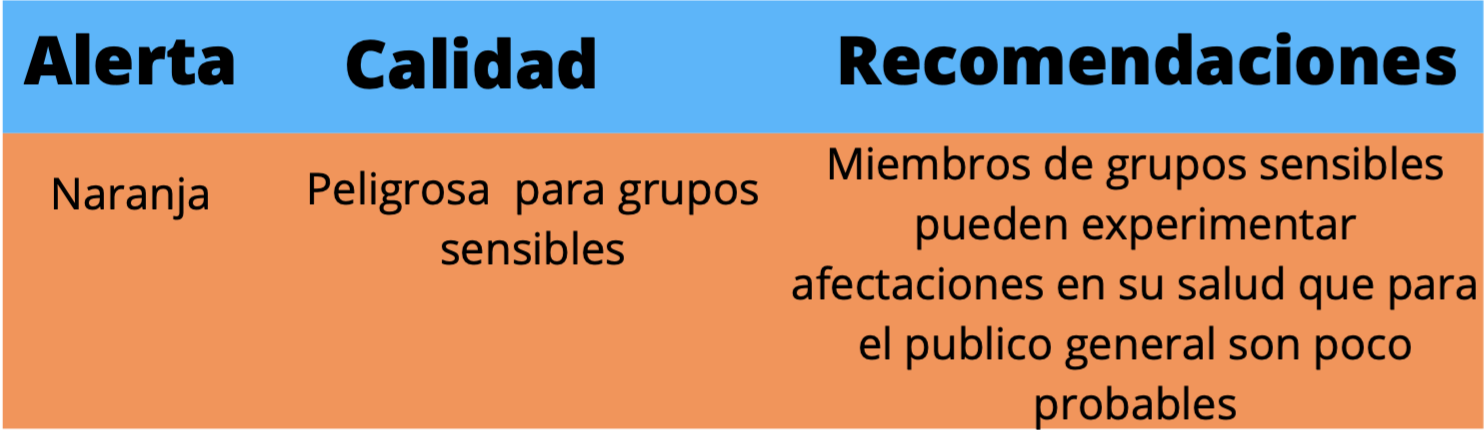 Alerta Calidad Recomendaciones
Naranja
Peligrosa para grupos
sensibles
Miembros de grupos sensibles
pueden experimentar
afectaciones en su salud que para
el publico general son poco
probables